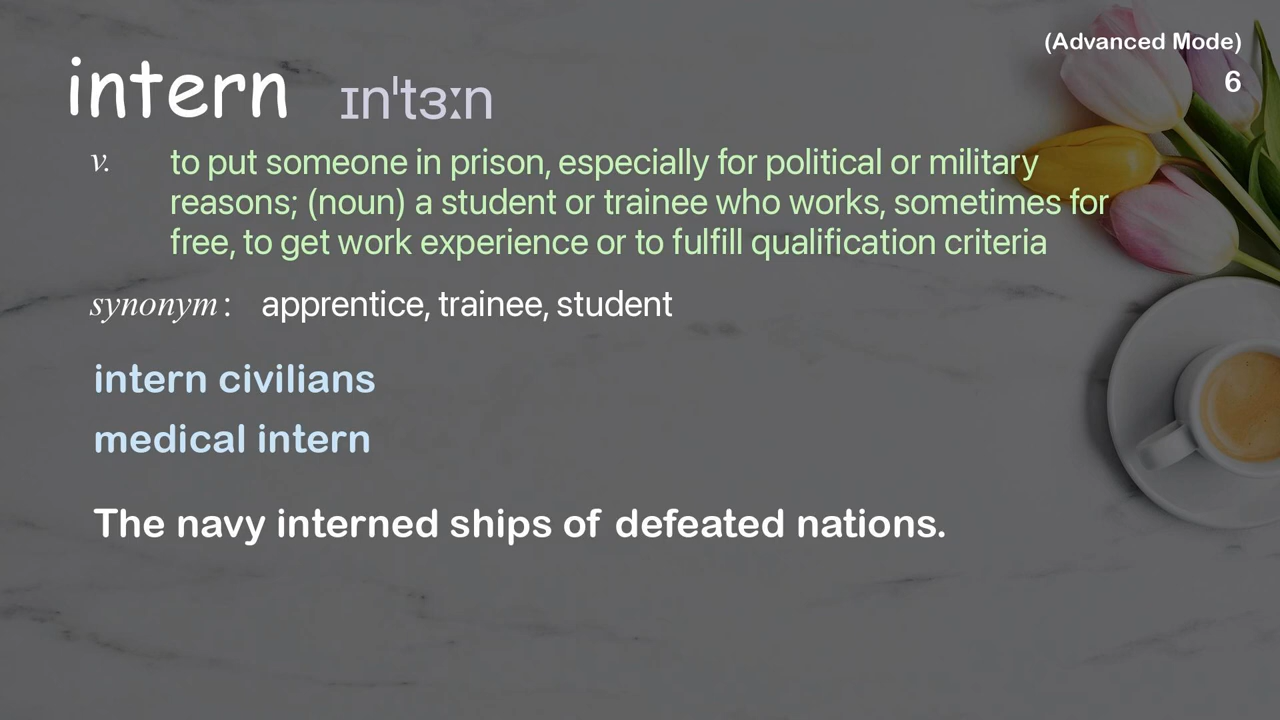 (Advanced Mode)
6
intern ɪnˈtɜːn
v. to put someone in prison, especially for political or military
reasons; (noun) a student or trainee who works, sometimes for
free, to get work experience or to fulfill qualification criteria
synonym: apprentice, trainee, student
intern civilians
medical intern
The navy interned ships of defeated nations.